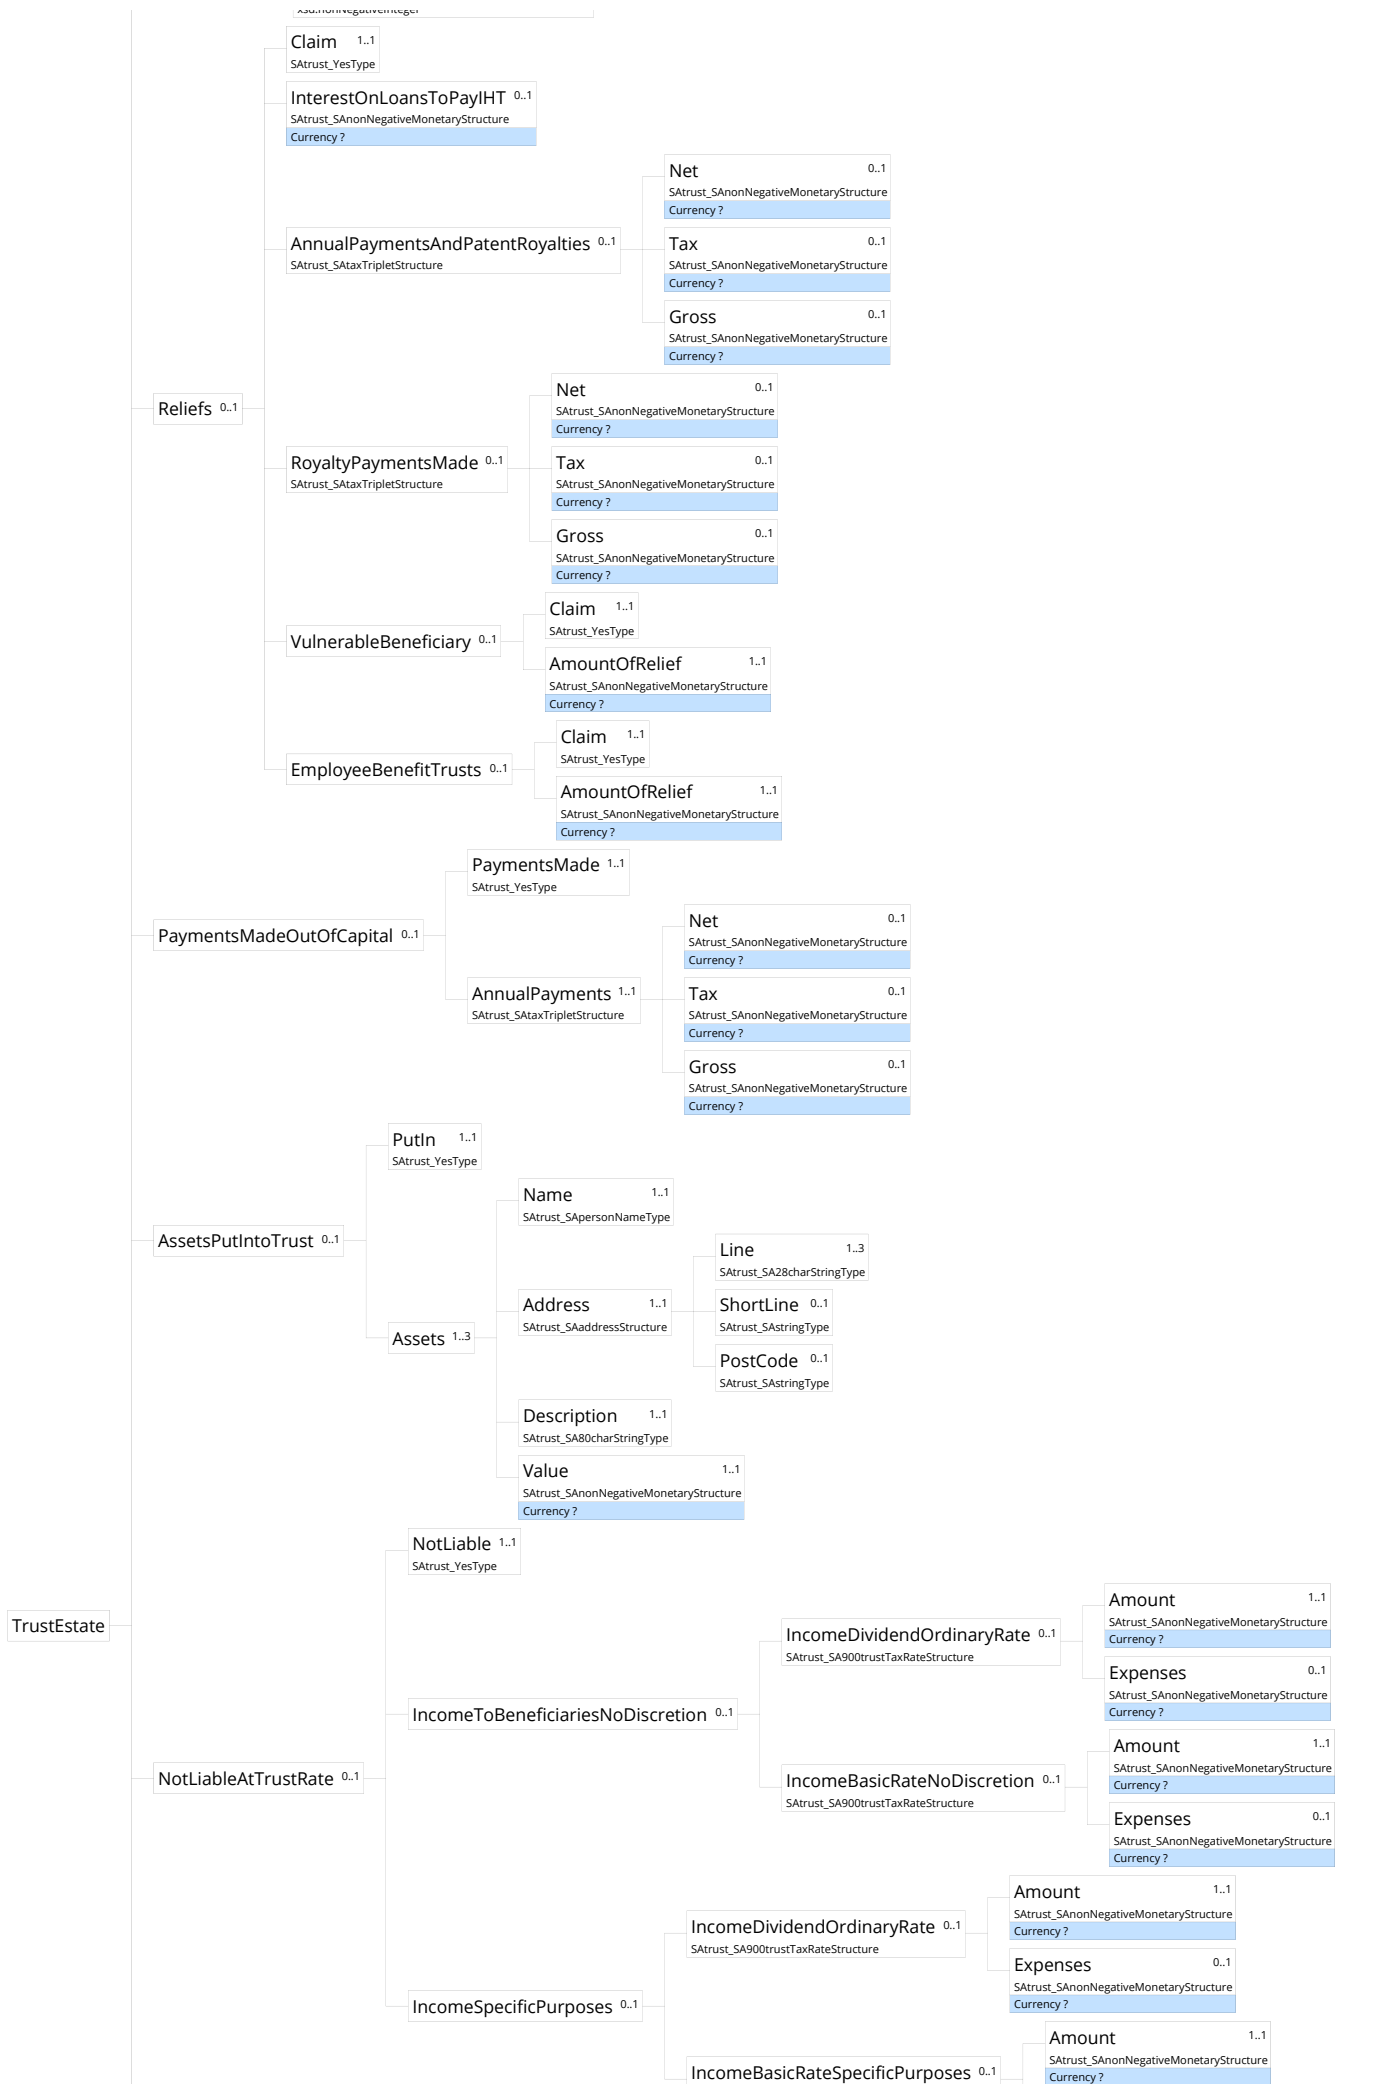 xsd:nonNegativeInteger
Claim 1..1
SAtrust_YesType
InterestOnLoansToPayIHT 0..1
SAtrust_SAnonNegativeMonetaryStructure
Currency ?
Net 0..1
SAtrust_SAnonNegativeMonetaryStructure
Currency ?
AnnualPaymentsAndPatentRoyalties 0..1
SAtrust_SAtaxTripletStructure
Tax 0..1
SAtrust_SAnonNegativeMonetaryStructure
Currency ?
Gross 0..1
SAtrust_SAnonNegativeMonetaryStructure
Currency ?
Reliefs 0..1
Net 0..1
SAtrust_SAnonNegativeMonetaryStructure
Currency ?
RoyaltyPaymentsMade 0..1
SAtrust_SAtaxTripletStructure
Tax 0..1
SAtrust_SAnonNegativeMonetaryStructure
Currency ?
Gross 0..1
SAtrust_SAnonNegativeMonetaryStructure
Currency ?
VulnerableBeneficiary 0..1
Claim 1..1
SAtrust_YesType
AmountOfRelief 1..1
SAtrust_SAnonNegativeMonetaryStructure
Currency ?
EmployeeBenefitTrusts 0..1
Claim 1..1
SAtrust_YesType
AmountOfRelief 1..1
SAtrust_SAnonNegativeMonetaryStructure
Currency ?
PaymentsMadeOutOfCapital 0..1
PaymentsMade 1..1
SAtrust_YesType
AnnualPayments 1..1
SAtrust_SAtaxTripletStructure
Net 0..1
SAtrust_SAnonNegativeMonetaryStructure
Currency ?
Tax 0..1
SAtrust_SAnonNegativeMonetaryStructure
Currency ?
Gross 0..1
SAtrust_SAnonNegativeMonetaryStructure
Currency ?
AssetsPutIntoTrust 0..1
PutIn 1..1
SAtrust_YesType
Assets 1..3
Name 1..1
SAtrust_SApersonNameType
Address 1..1
SAtrust_SAaddressStructure
Line 1..3
SAtrust_SA28charStringType
ShortLine 0..1
SAtrust_SAstringType
PostCode 0..1
SAtrust_SAstringType
Description 1..1
SAtrust_SA80charStringType
Value 1..1
SAtrust_SAnonNegativeMonetaryStructure
Currency ?
TrustEstate
NotLiableAtTrustRate 0..1
NotLiable 1..1
SAtrust_YesType
IncomeToBeneficiariesNoDiscretion 0..1
IncomeDividendOrdinaryRate 0..1
SAtrust_SA900trustTaxRateStructure
Amount 1..1
SAtrust_SAnonNegativeMonetaryStructure
Currency ?
Expenses 0..1
SAtrust_SAnonNegativeMonetaryStructure
Currency ?
IncomeBasicRateNoDiscretion 0..1
SAtrust_SA900trustTaxRateStructure
Amount 1..1
SAtrust_SAnonNegativeMonetaryStructure
Currency ?
Expenses 0..1
SAtrust_SAnonNegativeMonetaryStructure
Currency ?
IncomeSpecificPurposes 0..1
IncomeDividendOrdinaryRate 0..1
SAtrust_SA900trustTaxRateStructure
Amount 1..1
SAtrust_SAnonNegativeMonetaryStructure
Currency ?
Expenses 0..1
SAtrust_SAnonNegativeMonetaryStructure
Currency ?
IncomeBasicRateSpecificPurposes 0..1
Amount 1..1
SAtrust_SAnonNegativeMonetaryStructure
Currency ?